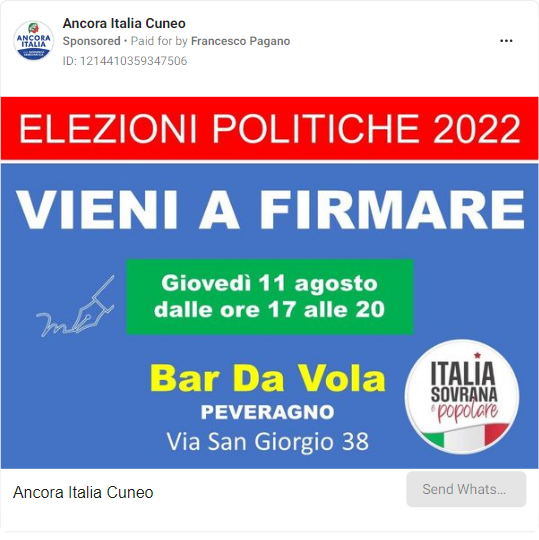 Ancora Italia Cuneo
Sponsored • Paid for by Francesco Pagano
ID: 1214410359347506
ANCORA
ITALIA
ELEZIONI POLITICHE 2022
VIENI A FIRMARE
Giovedì 11 agosto
dalle ore 17 alle 20
Bar Da Vola
PEVERAGNO
Via San Giorgio 38
ITALIA
SOVRANA
e popolare
Ancora Italia Cuneo
Send Whats...